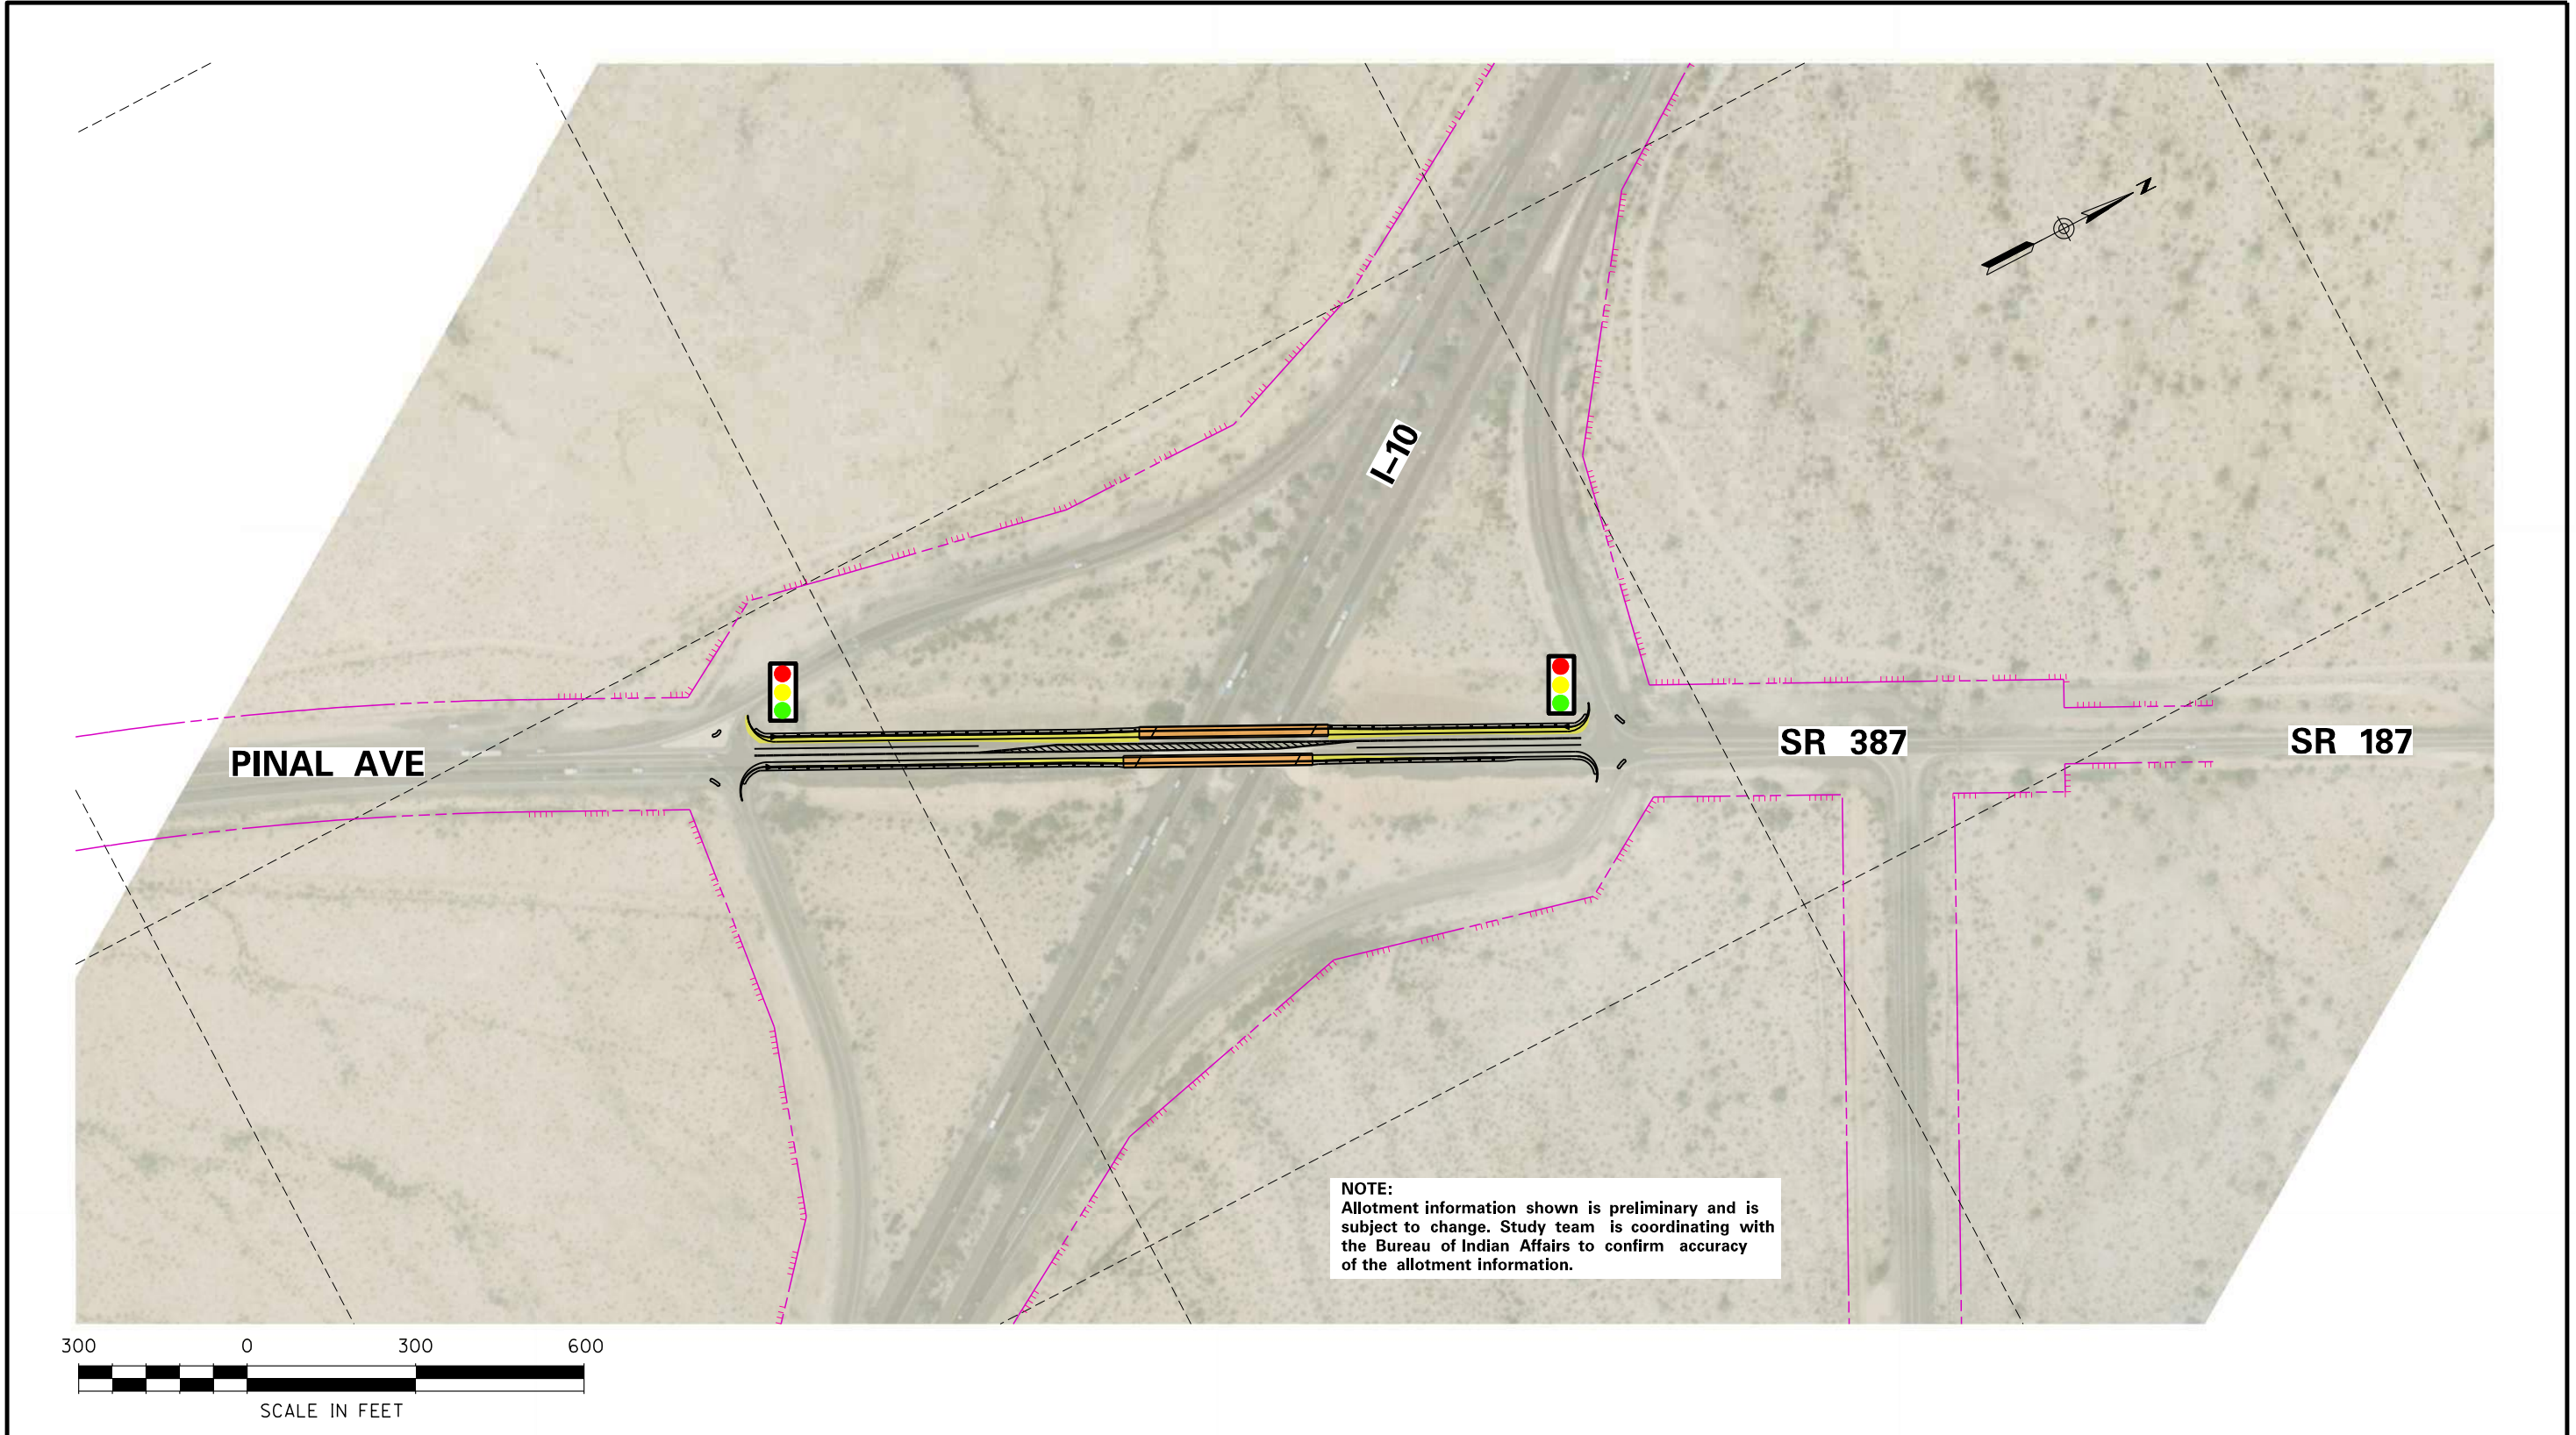 N
I-10
PINAL AVE
SR 387
SR 187
NOTE:
Allotment information shown is preliminary and is
subject to change. Study team is coordinating with
the Bureau of Indian Affairs to confirm accuracy
of the allotment information.
300 0 300 600
SCALE IN FEET